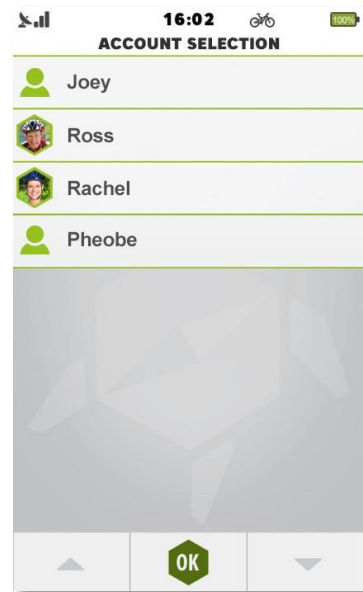 16:02
100%
ACCOUNT SELECTION
Joey
Ross
Rachel
Pheobe
OK